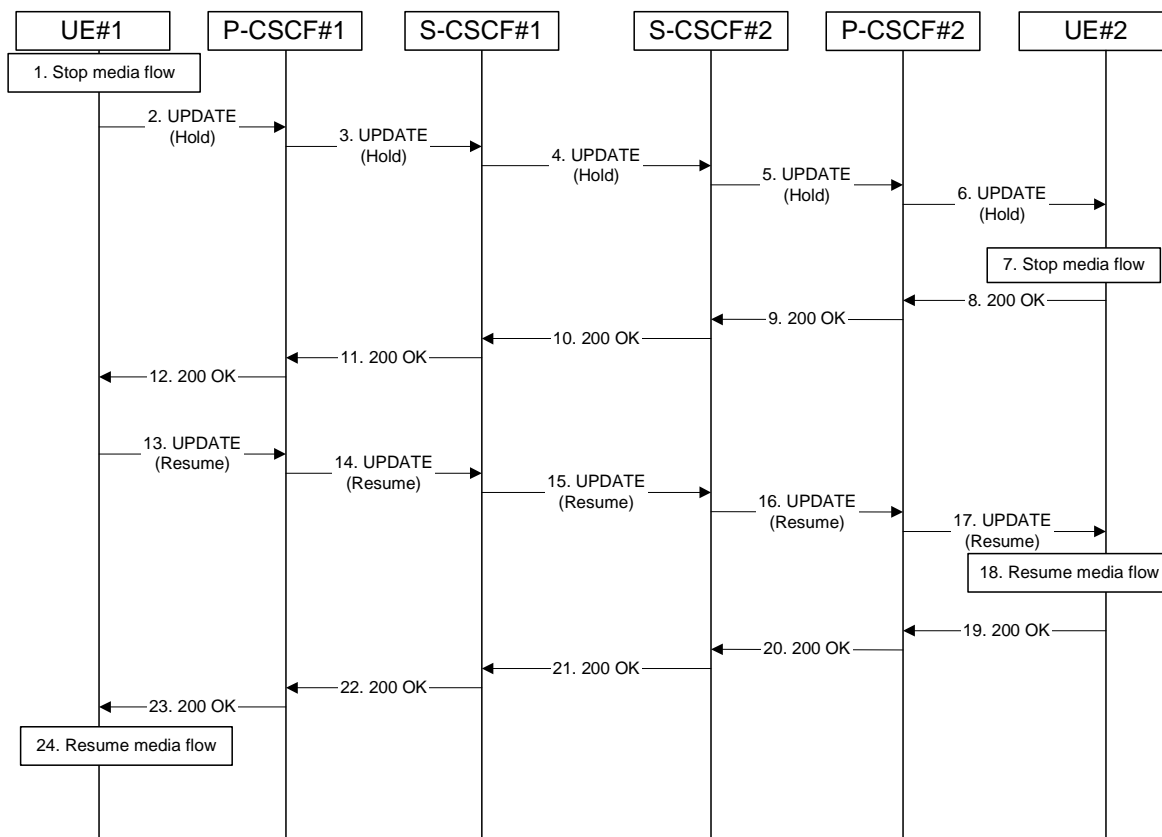 UE#1
P-CSCF#1
S-CSCF#1
S-CSCF#2
P-CSCF#2
UE#2
1. Stop media flow
2. UPDATE
(Hold)
3. UPDATE
(Hold)
4. UPDATE
(Hold)
5. UPDATE
(Hold)
6. UPDATE
(Hold)
7. Stop media flow
8. 200 OK
9. 200 OK
10. 200 OK
11. 200 OK
12. 200 OK
13. UPDATE
(Resume)
14. UPDATE
(Resume)
15. UPDATE
(Resume)
16. UPDATE
(Resume)
17. UPDATE
(Resume)
18. Resume media flow
19. 200 OK
20. 200 OK
21. 200 OK
22. 200 OK
23. 200 OK
24. Resume media flow